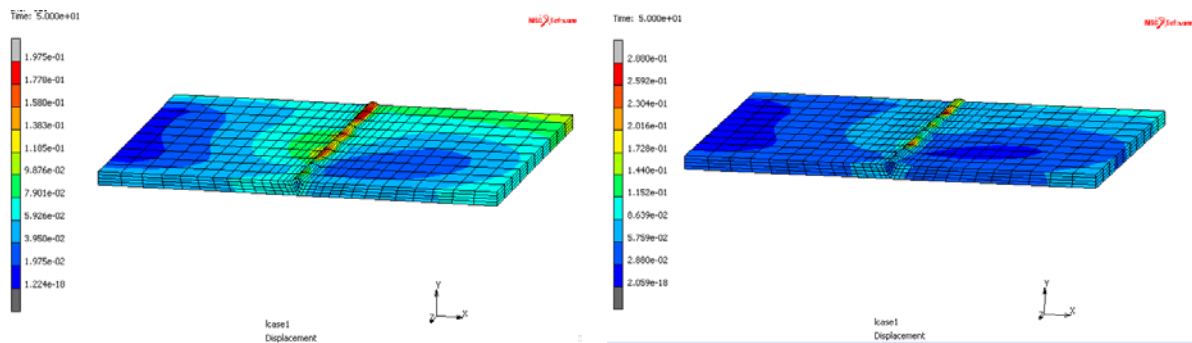 Time: 5.000e+01
MSC Software
1.975e-01
1.778e-01
1.580e-01
1.383e-01
1.185e-01
9.876e-02
7.901e-02
5.926e-02
3.950e-02
1.975e-02
1.224e-18
Y
Z
X
lcase1
Displacement
Time: 5.000e+01
MSC Software
2.880e-01
2.592e-01
2.304e-01
2.016e-01
1.728e-01
1.440e-01
1.152e-01
8.639e-02
5.759e-02
2.880e-02
2.059e-18
Y
Z
X
lcase1
Displacement